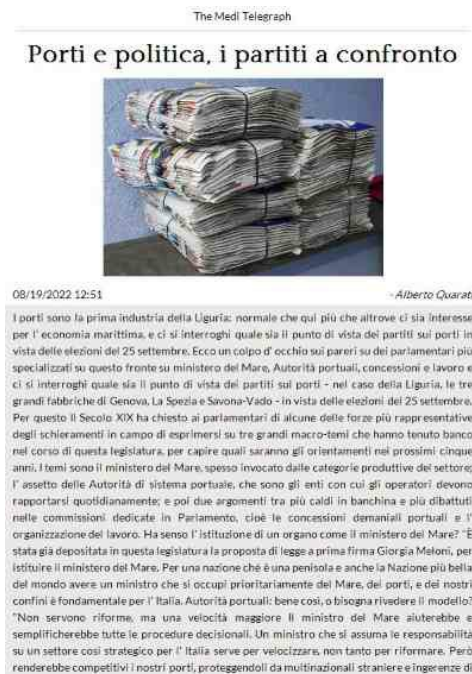 The Medi Telegraph
Porti e politica, i partiti a confronto
08/19/2022 12:51
- Alberto Quarati
I porti sono la prima industria della Liguria: normale che qui più che altrove ci sia interesse
per l' economia marittima, e ci si interroghi quale sia il punto di vista dei partiti sui porti in
vista delle elezioni del 25 settembre. Ecco un colpo d' occhio sui pareri su dei parlamentari più
specializzati su questo fronte su ministero del Mare, Autorità portuali, concessioni e lavoro e
ci si interroghi quale sia il punto di vista dei partiti sui porti - nel caso della Liguria, le tre
grandi fabbriche di Genova, La Spezia e Savona-Vado - in vista delle elezioni del 25 settembre.
Per questo Il Secolo XIX ha chiesto ai parlamentari di alcune delle forze più rappresentative
degli schieramenti in campo di esprimersi su tre grandi macro-temi che hanno tenuto banco
nel corso di questa legislatura, per capire quali saranno gli orientamenti nei prossimi cinque
anni. I temi sono il ministero del Mare, spesso invocato dalle categorie produttive del settore;
l' assetto delle Autorità di sistema portuale, che sono gli enti con cui gli operatori devono
rapportarsi quotidianamente; e poi due argomenti tra più caldi in banchina e più dibattuti
nelle commissioni dedicate in Parlamento, cioè le concessioni demaniali portuali e l'
organizzazione del lavoro. Ha senso l' istituzione di un organo come il ministero del Mare? "È
stata già depositata in questa legislatura la proposta di legge a prima firma Giorgia Meloni, per
istituire il ministero del Mare. Per una nazione che è una penisola e anche la Nazione più bella
del mondo avere un ministro che si occupi prioritariamente del Mare, dei porti, e dei nostri
confini è fondamentale per l' Italia. Autorità portuali: bene così, o bisogna rivedere il modello?
"Non servono riforme, ma una velocità maggiore Il ministro del Mare aiuterebbe e
semplificherebbe tutte le procedure decisionali. Un ministro che si assuma le responsabilità
su un settore così strategico per l' Italia serve per velocizzare, non tanto per riformare. Però
renderebbe competitivi i nostri porti, proteggendoli da multinazionali straniere e ingerenze di